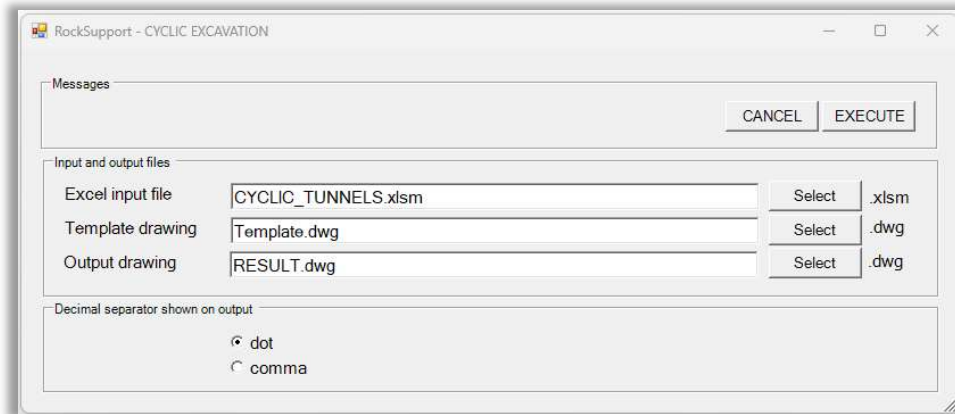 RockSupport - CYCLIC EXCAVATION
Messages
CANCEL EXECUTE
Input and output files
Excel input file CYCLIC_TUNNELS.xlsm Select .xlsm
Template drawing Template.dwg Select .dwg
Output drawing RESULT.dwg Select .dwg
Decimal separator shown on output
dot
comma